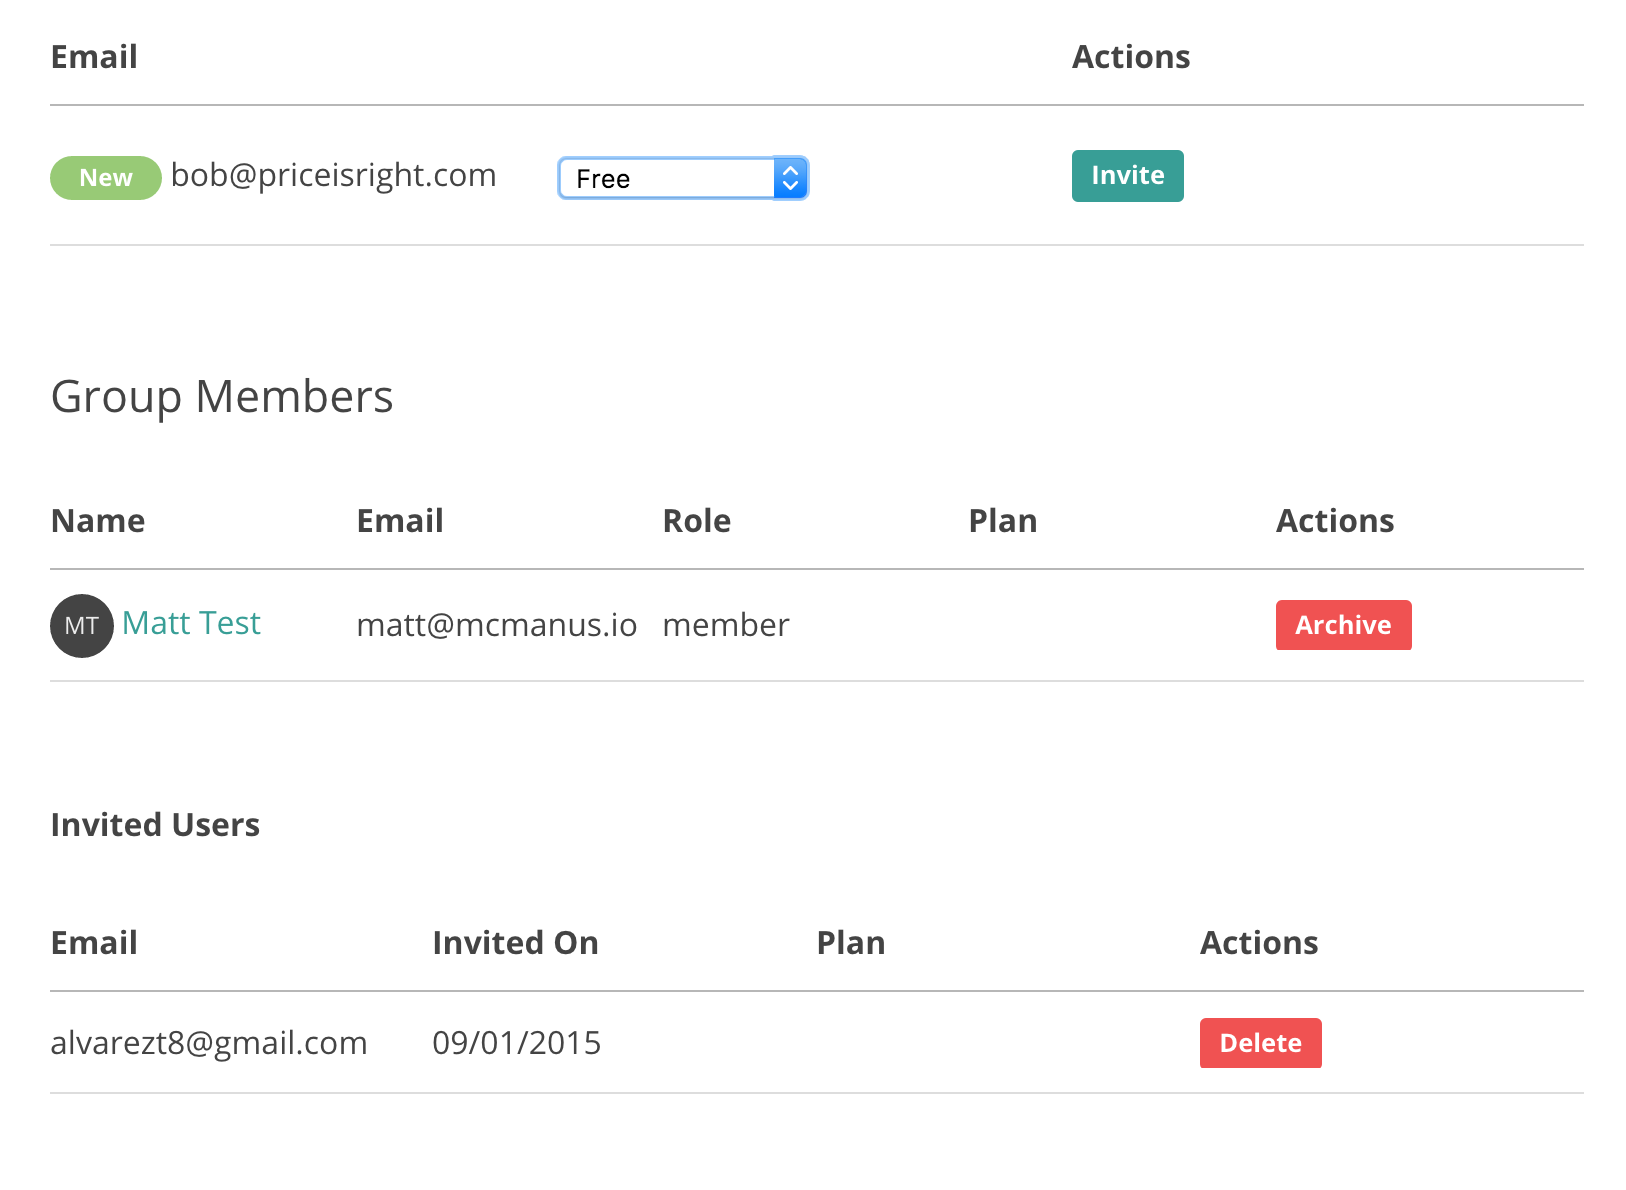 Email Actions
New bob@priceisright.com Free Invite
Group Members
Name Email Role Plan Actions
MT Matt Test matt@mcmanus.io member Archive
Invited Users
Email Invited On Plan Actions
alvarezt8@gmail.com 09/01/2015 Delete